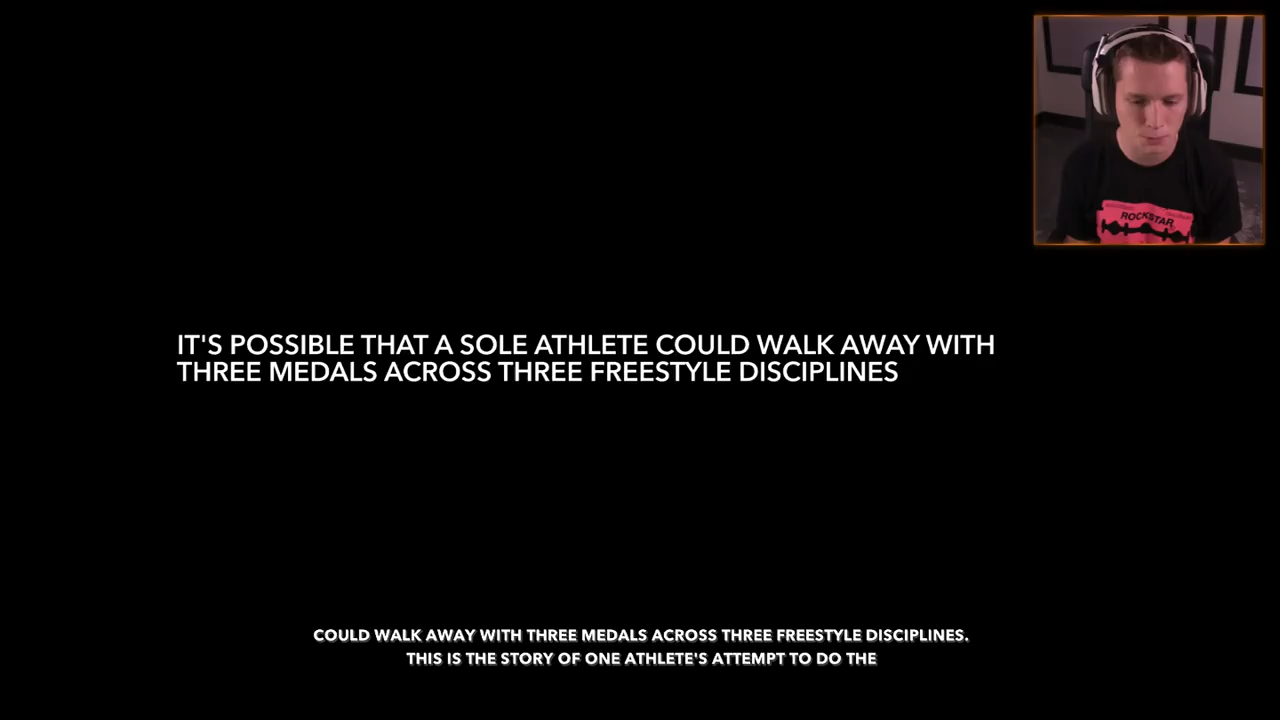 ROCKSTAR
IT'S POSSIBLE THAT A SOLE ATHLETE COULD WALK AWAY WITH
THREE MEDALS ACROSS THREE FREESTYLE DISCIPLINES
COULD WALK AWAY WITH THREE MEDALS ACROSS THREE FREESTYLE DISCIPLINES.
THIS IS THE STORY OF ONE ATHLETE'S ATTEMPT TO DO THE